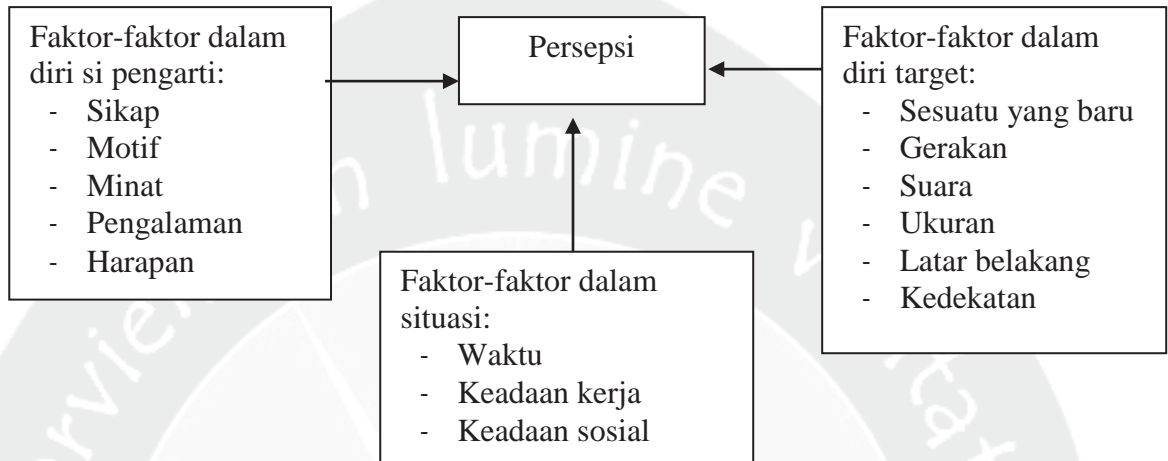 Faktor-faktor dalam
diri si pengarti:
- Sikap
- Motif
- Minat
- Pengalaman
- Harapan
Persepsi
Faktor-faktor dalam
diri target:
- Sesuatu yang baru
- Gerakan
- Suara
- Ukuran
- Latar belakang
- Kedekatan
Faktor-faktor dalam
situasi:
- Waktu
- Keadaan kerja
- Keadaan sosial
lumine